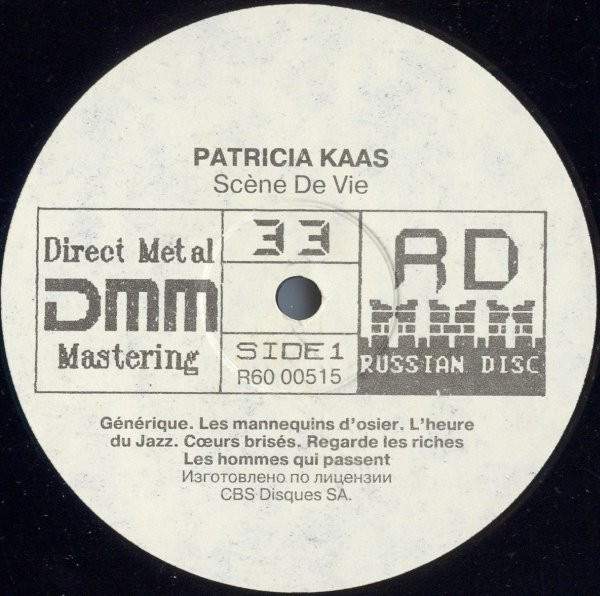 PATRICIA KAAS
Scène De Vie
Direct Metal
DMM
Mastering
33
SIDE 1
R60 00515
RD
RUSSIAN DISC
Générique. Les mannequins d'osier. L'heure
du Jazz. Cœurs brisés. Regarde les riches
Les hommes qui passent
Изготовлено по лицензии
CBS Disques SA.